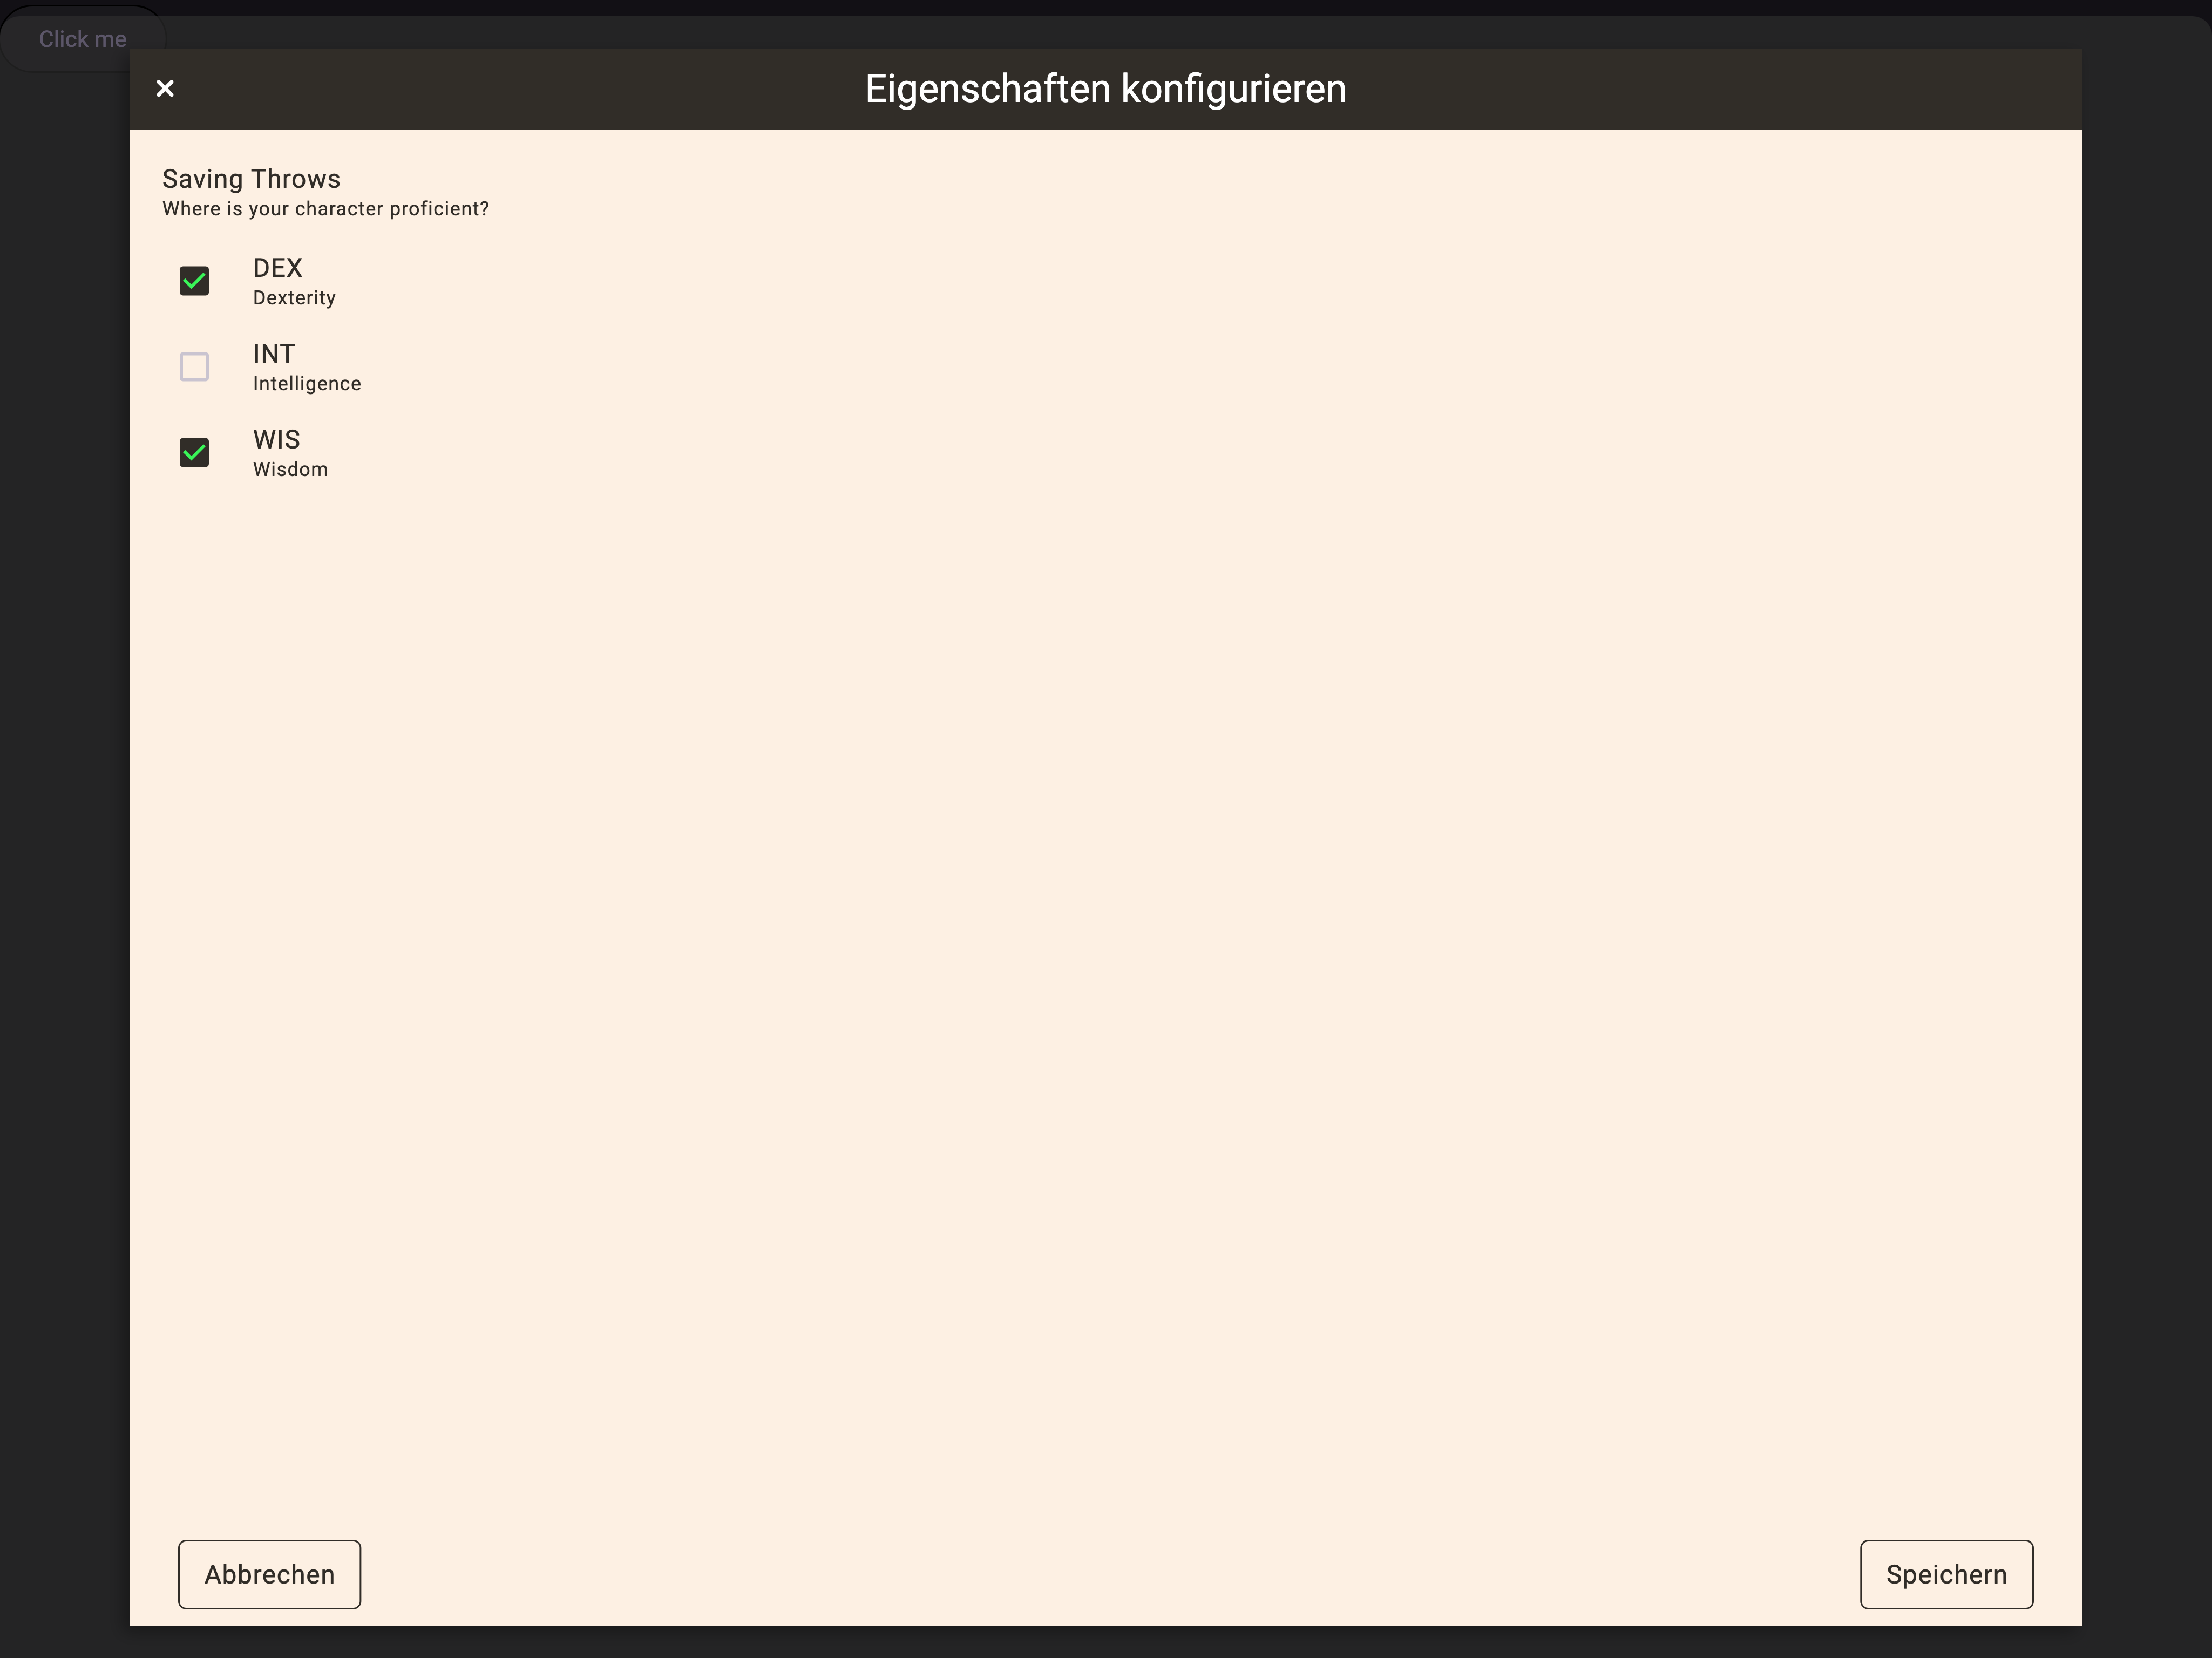 Click me
Eigenschaften konfigurieren
Saving Throws
Where is your character proficient?
DEX
Dexterity
INT
Intelligence
WIS
Wisdom
Abbrechen
Speichern